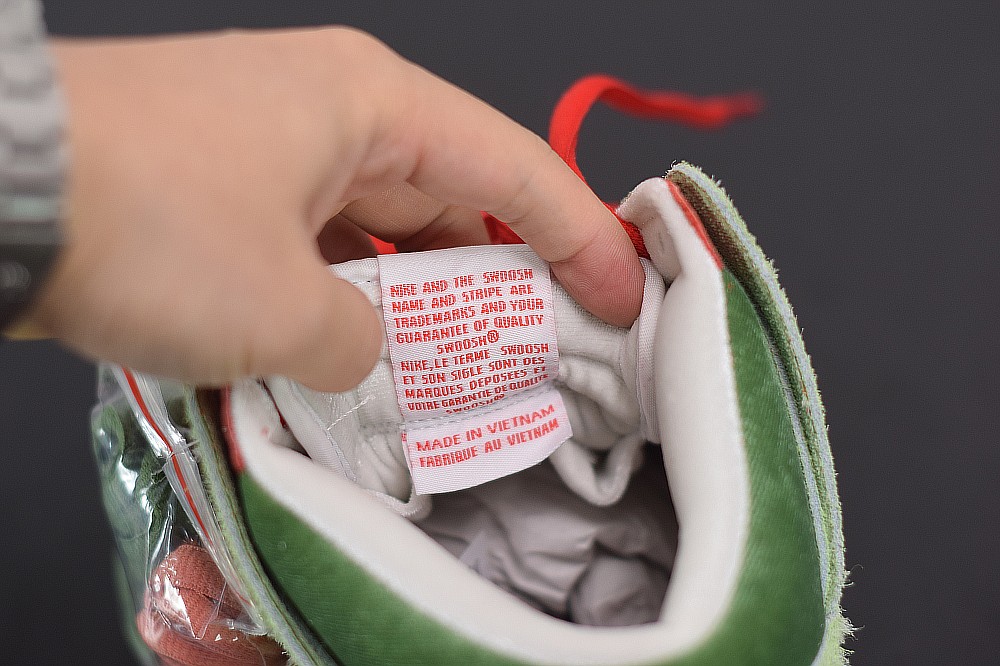 NIKE AND THE SWOOSH
NAME AND STRIPE ARE
TRADEMARKS AND YOUR
GUARANTEE OF QUALITY
SWOOSH®
NIKE, LE TERME SWOOSH
ET SON SIGLE SONT DES
MARQUES DEPOSEES ET
VOTRE GARANTIE DE QUALITE
SWOOSH®
MADE IN VIETNAM
FABRIQUE AU VIETNAM